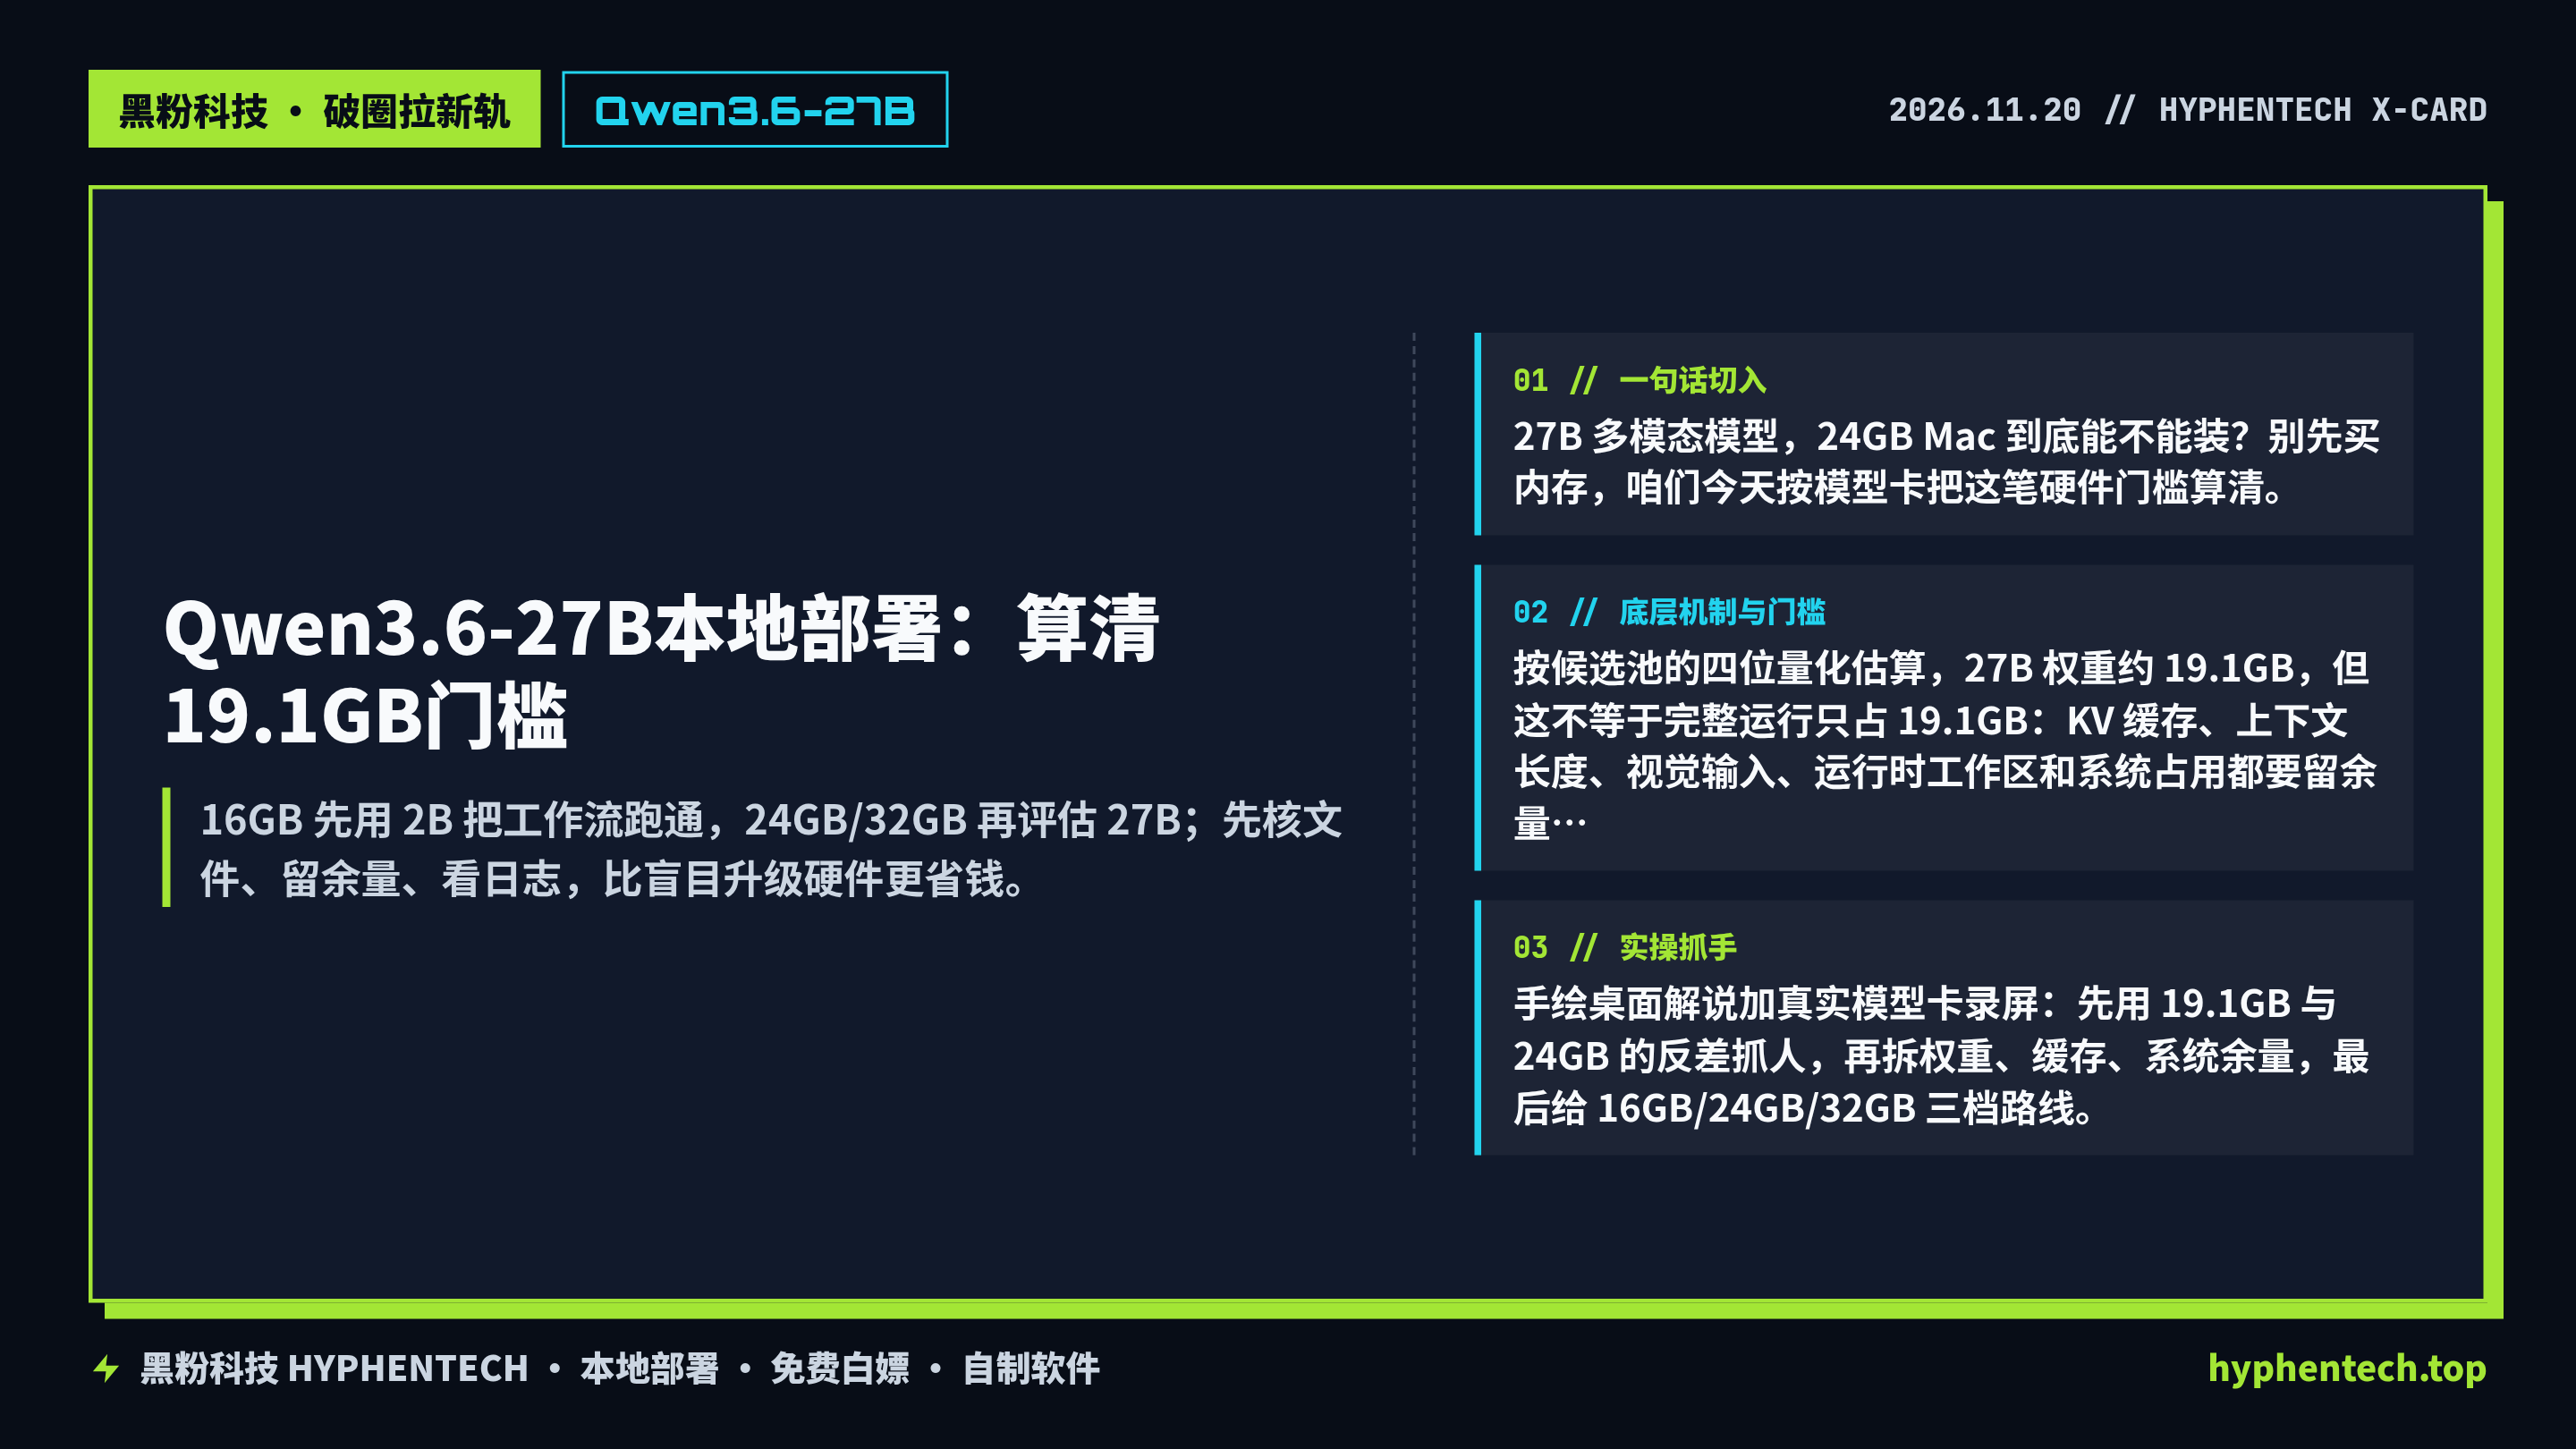 黑粉科技 · 破圈拉新轨
Qwen3.6-27B
2026.11.20 // HYPHENTECH X-CARD
Qwen3.6-27B本地部署：算清
19.1GB门槛
16GB 先用 2B 把工作流跑通，24GB/32GB 再评估 27B；先核文
件、留余量、看日志，比盲目升级硬件更省钱。
01 // 一句话切入
27B 多模态模型，24GB Mac 到底能不能装？别先买
内存，咱们今天按模型卡把这笔硬件门槛算清。
02 // 底层机制与门槛
按候选池的四位量化估算，27B 权重约 19.1GB，但
这不等于完整运行只占 19.1GB：KV 缓存、上下文
长度、视觉输入、运行时工作区和系统占用都要留余
量…
03 // 实操抓手
手绘桌面解说加真实模型卡录屏：先用 19.1GB 与
24GB 的反差抓人，再拆权重、缓存、系统余量，最
后给 16GB/24GB/32GB 三档路线。
黑粉科技 HYPHENTECH · 本地部署 · 免费白嫖 · 自制软件
hyphentech.top